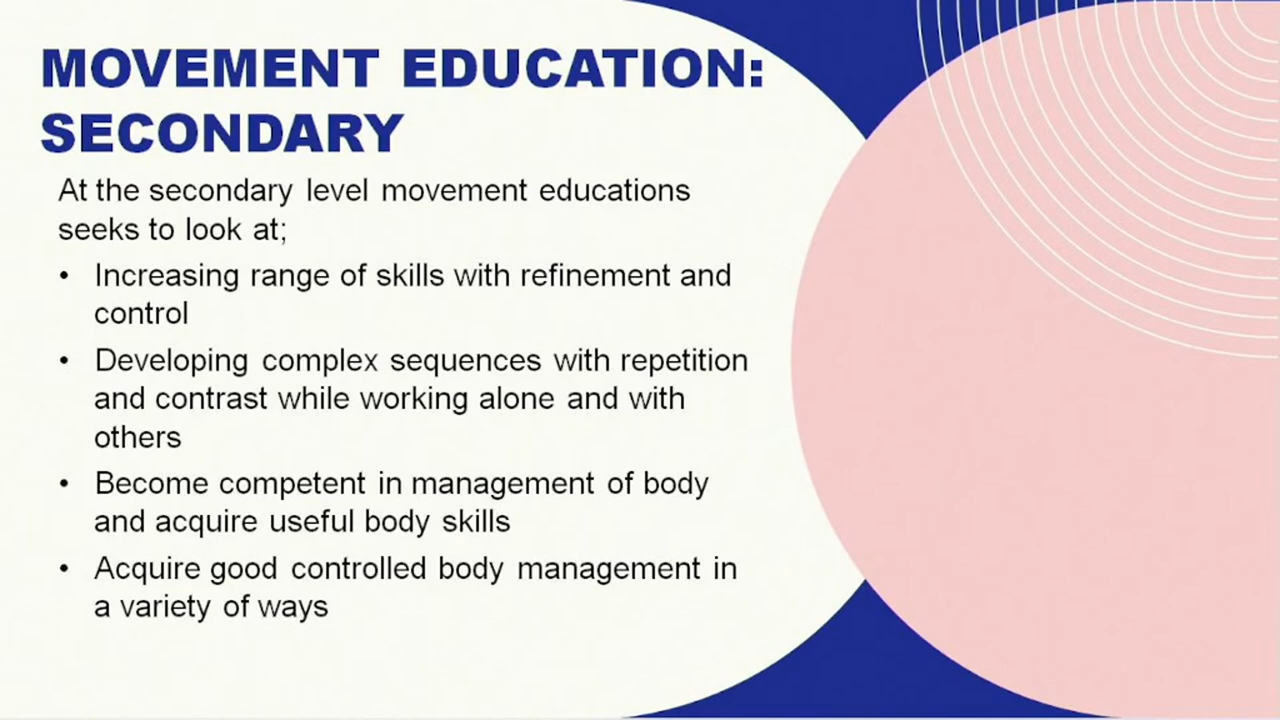 MOVEMENT EDUCATION:
SECONDARY
At the secondary level movement educations
seeks to look at;
• Increasing range of skills with refinement and
control
• Developing complex sequences with repetition
and contrast while working alone and with
others
• Become competent in management of body
and acquire useful body skills
• Acquire good controlled body management in
a variety of ways